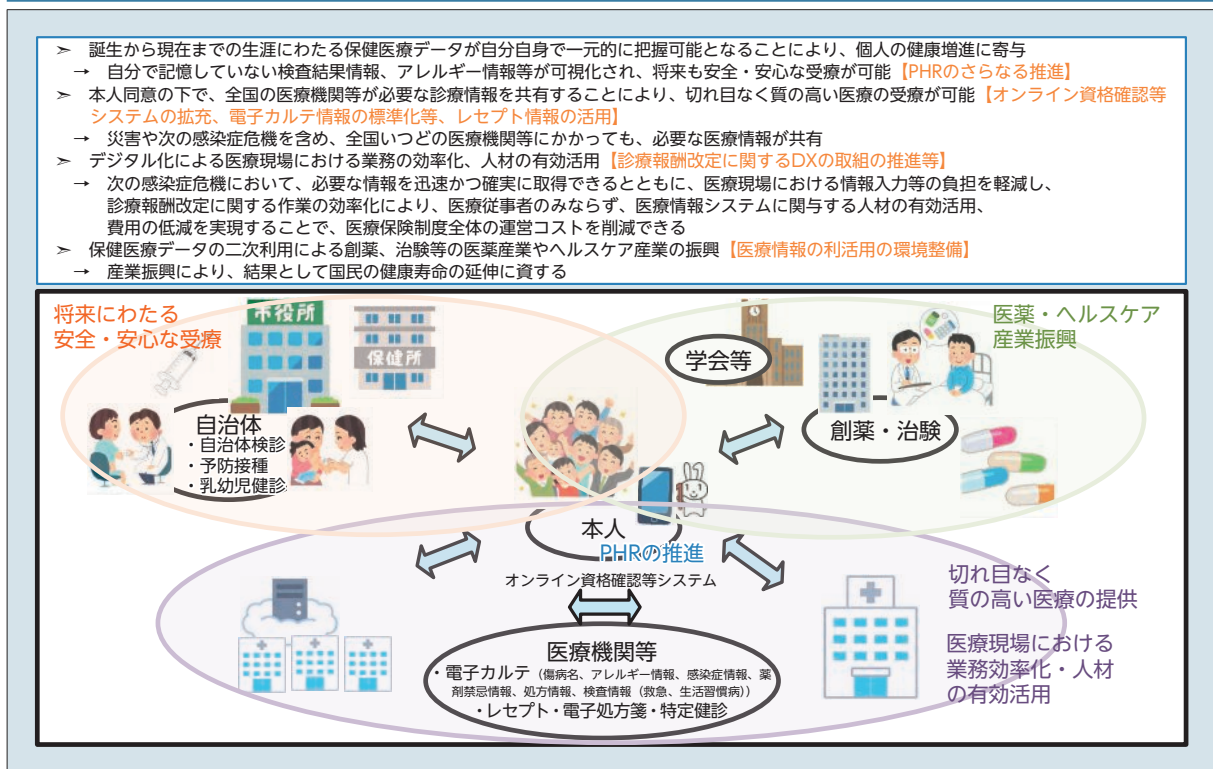 ➢ 誕生から現在までの生涯にわたる保健医療データが自分自身で一元的に把握可能となることにより、個人の健康増進に寄与
→ 自分で記憶していない検査結果情報、アレルギー情報等が可視化され、将来も安全・安心な受療が可能【PHRのさらなる推進】
➢ 本人同意の下で、全国の医療機関等が必要な診療情報を共有することにより、切れ目なく質の高い医療の受療が可能【オンライン資格確認等
システムの拡充、電子カルテ情報の標準化等、レセプト情報の活用】
→ 災害や次の感染症危機を含め、全国いつどの医療機関等にかかっても、必要な医療情報が共有
➢ デジタル化による医療現場における業務の効率化、人材の有効活用【診療報酬改定に関するDXの取組の推進等】
→ 次の感染症危機において、必要な情報を迅速かつ確実に取得できるとともに、医療現場における情報入力等の負担を軽減し、
診療報酬改定に関する作業の効率化により、医療従事者のみならず、医療情報システムに関与する人材の有効活用、
費用の低減を実現することで、医療保険制度全体の運営コストを削減できる
➢ 保健医療データの二次利用による創薬、治験等の医薬産業やヘルスケア産業の振興【医療情報の利活用の環境整備】
→ 産業振興により、結果として国民の健康寿命の延伸に資する
将来にわたる
安全・安心な受療
市役所
保健所
自治体
・自治体検診
・予防接種
・乳幼児健診
学会等
医薬・ヘルスケア
産業振興
創薬・治験
本人
PHRの推進
オンライン資格確認等システム
医療機関等
・電子カルテ（傷病名、アレルギー情報、感染症情報、薬
剤禁忌情報、処方情報、検査情報（救急、生活習慣病））
・レセプト・電子処方箋・特定健診
切れ目なく
質の高い医療の提供
医療現場における
業務効率化・人材
の有効活用